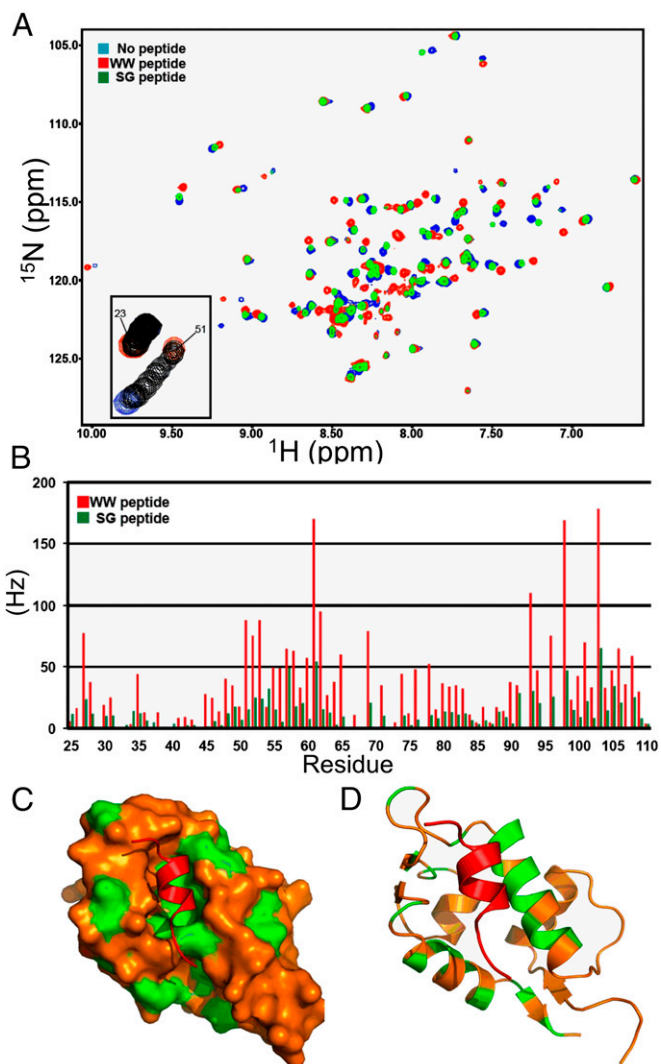 A
No peptide
WW peptide
SG peptide
105.0
110.0
115.0
120.0
125.0
15N (ppm)
23
51
10.00 9.50 9.00 8.50 8.00 7.50 7.00
1H (ppm)
B
WW peptide
SG peptide
200
150
100
50
0
(Hz)
25 30 35 40 45 50 55 60 65 70 75 80 85 90 95 100 105 110
Residue
C
D